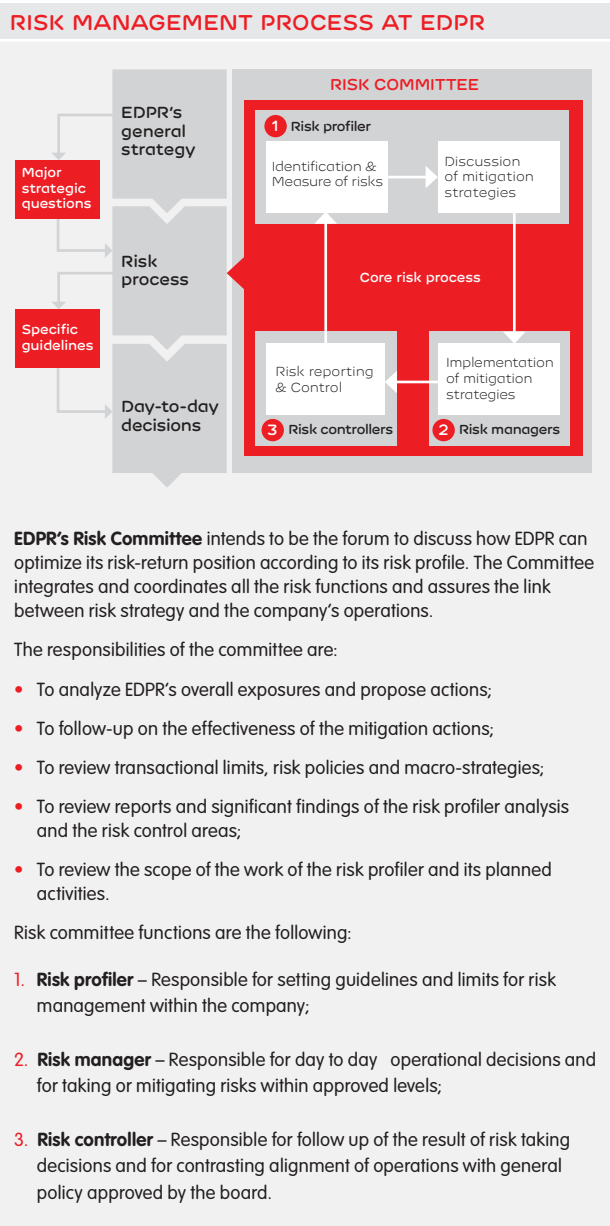 RISK MANAGEMENT PROCESS AT EDPR
EDPR's
general
strategy
Major
strategic
questions
Risk
process
Specific
guidelines
Day-to-day
decisions
RISK COMMITTEE
1 Risk profiler
Identification &
Measure of risks
Discussion
of mitigation
strategies
Core risk process
Risk reporting
& Control
Implementation
of mitigation
strategies
3 Risk controllers
2 Risk managers
EDPR's Risk Committee intends to be the forum to discuss how EDPR can
optimize its risk-return position according to its risk profile. The Committee
integrates and coordinates all the risk functions and assures the link
between risk strategy and the company's operations.
The responsibilities of the committee are:
• To analyze EDPR's overall exposures and propose actions;
• To follow-up on the effectiveness of the mitigation actions;
• To review transactional limits, risk policies and macro-strategies;
• To review reports and significant findings of the risk profiler analysis
and the risk control areas;
• To review the scope of the work of the risk profiler and its planned
activities.
Risk committee functions are the following:
1. Risk profiler – Responsible for setting guidelines and limits for risk
management within the company;
2. Risk manager – Responsible for day to day operational decisions and
for taking or mitigating risks within approved levels;
3. Risk controller – Responsible for follow up of the result of risk taking
decisions and for contrasting alignment of operations with general
policy approved by the board.